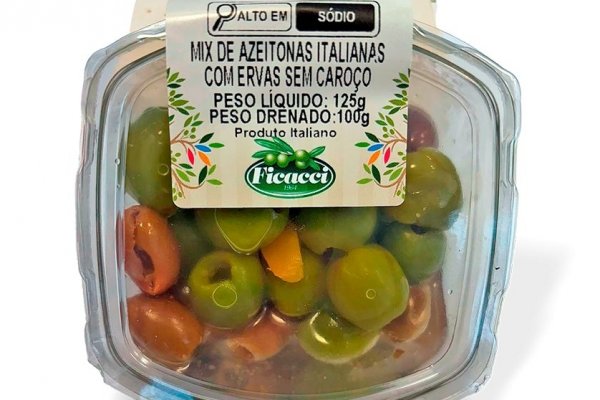 ALTO EM SÓDIO
MIX DE AZEITONAS ITALIANAS
COM ERVAS SEM CAROÇO
PESO LÍQUIDO: 125g
PESO DRENADO:100g
Produto Italiano
Ficacci
1964